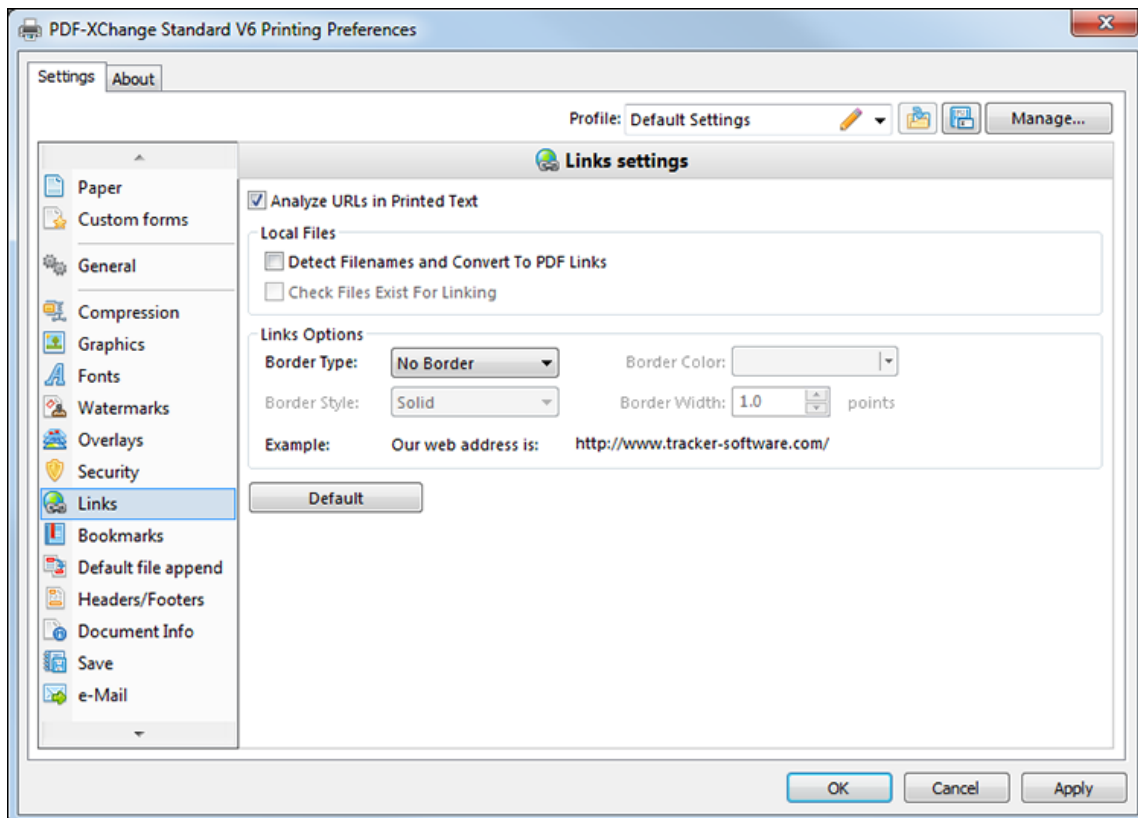 PDF-XChange Standard V6 Printing Preferences
Settings About
Profile: Default Settings Manage...
Links settings
Paper
Custom forms
General
Compression
Graphics
Fonts
Watermarks
Overlays
Security
Links
Bookmarks
Default file append
Headers/Footers
Document Info
Save
e-Mail
Analyze URLs in Printed Text
Local Files
Detect Filenames and Convert To PDF Links
Check Files Exist For Linking
Links Options
Border Type: No Border Border Color:
Border Style: Solid Border Width: 1.0 points
Example: Our web address is: http://www.tracker-software.com/
Default
OK Cancel Apply